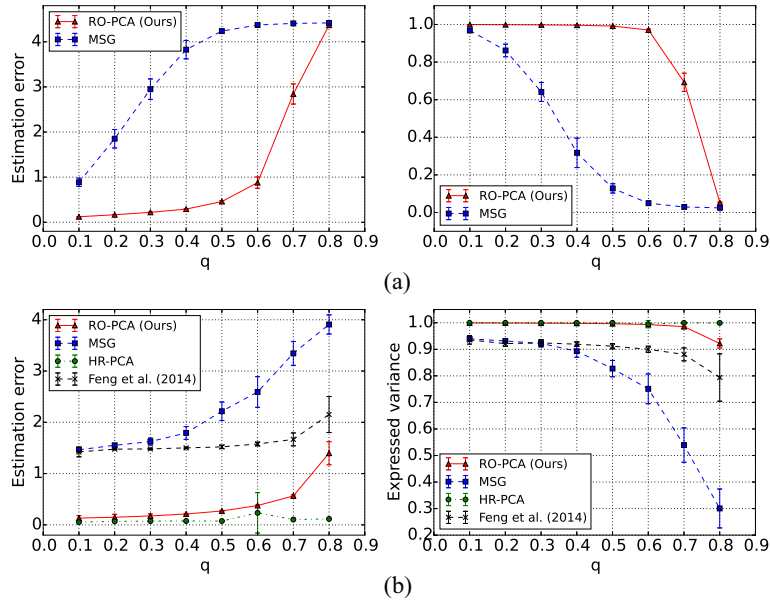 RO-PCA (Ours)
MSG
Estimation error
4
3
2
1
0
0.0 0.1 0.2 0.3 0.4 0.5 0.6 0.7 0.8 0.9
q
1.0
0.8
0.6
0.4
0.2
0.0
RO-PCA (Ours)
MSG
0.0 0.1 0.2 0.3 0.4 0.5 0.6 0.7 0.8 0.9
q
(a)
RO-PCA (Ours)
MSG
HR-PCA
Feng et al. (2014)
Estimation error
4
3
2
1
0
0.0 0.1 0.2 0.3 0.4 0.5 0.6 0.7 0.8 0.9
q
Expressed variance
1.0
0.9
0.8
0.7
0.6
0.5
0.4
0.3
0.2
RO-PCA (Ours)
MSG
HR-PCA
Feng et al. (2014)
0.0 0.1 0.2 0.3 0.4 0.5 0.6 0.7 0.8 0.9
q
(b)